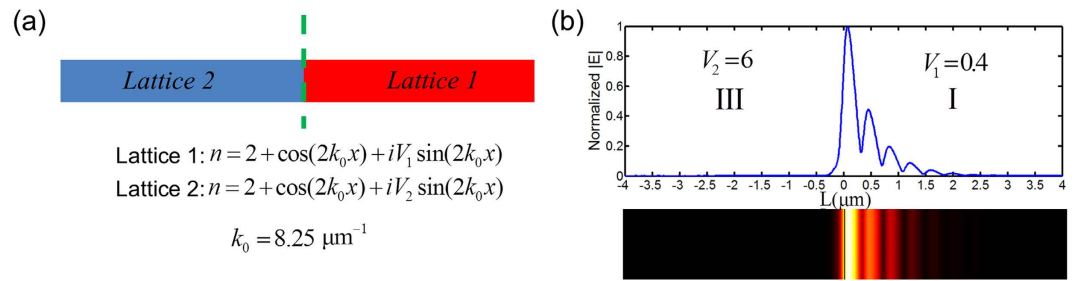 (a)
Lattice 2 Lattice 1
Lattice 1: n = 2 + cos(2k₀x) + iV₁ sin(2k₀x)
Lattice 2: n = 2 + cos(2k₀x) + iV₂ sin(2k₀x)
k₀ = 8.25 μm⁻¹
(b)
Normalized |E|
1
0.8
0.6
0.4
0.2
0
V₂=6 V₁=0.4
III I
-4 -3.5 -3 -2.5 -2 -1.5 -1 -0.5 0 0.5 1 1.5 2 2.5 3 3.5 4
L(μm)